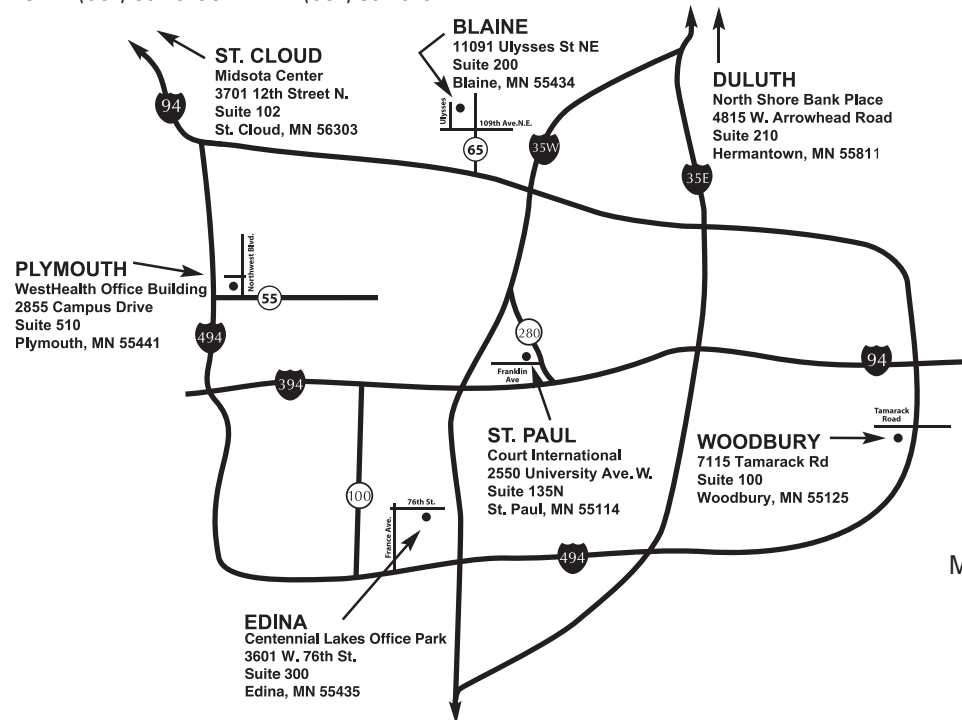 ST. CLOUD
Midsota Center
3701 12th Street N.
Suite 102
St. Cloud, MN 56303
BLAINE
11091 Ulysses St NE
Suite 200
Blaine, MN 55434
DULUTH
North Shore Bank Place
4815 W. Arrowhead Road
Suite 210
Hermantown, MN 55811
94
Ulysses
109th Ave.N.E.
65
35W
35E
PLYMOUTH
WestHealth Office Building
2855 Campus Drive
Suite 510
Plymouth, MN 55441
Northwest Blvd.
55
494
394
280
Franklin
Ave
94
ST. PAUL
Court International
2550 University Ave. W.
Suite 135N
St. Paul, MN 55114
Tamarack
Road
WOODBURY
7115 Tamarack Rd
Suite 100
Woodbury, MN 55125
100
76th St.
France Ave.
494
M
EDINA
Centennial Lakes Office Park
3601 W. 76th St.
Suite 300
Edina, MN 55435